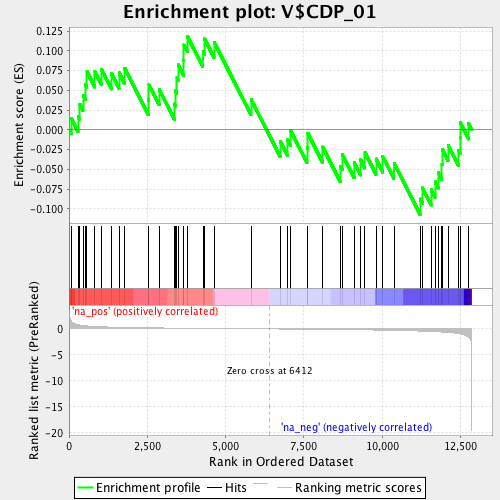 Enrichment plot: V$CDP_01
Enrichment score (ES)
0.125
0.100
0.075
0.050
0.025
0.000
-0.025
-0.050
-0.075
-0.100
'na_pos' (positively correlated)
Ranked list metric (PreRanked)
0
-5
-10
-15
-20
Zero cross at 6412
'na_neg' (negatively correlated)
0
2,500
5,000
7,500
10,000
12,500
Rank in Ordered Dataset
Enrichment profile
Hits
Ranking metric scores